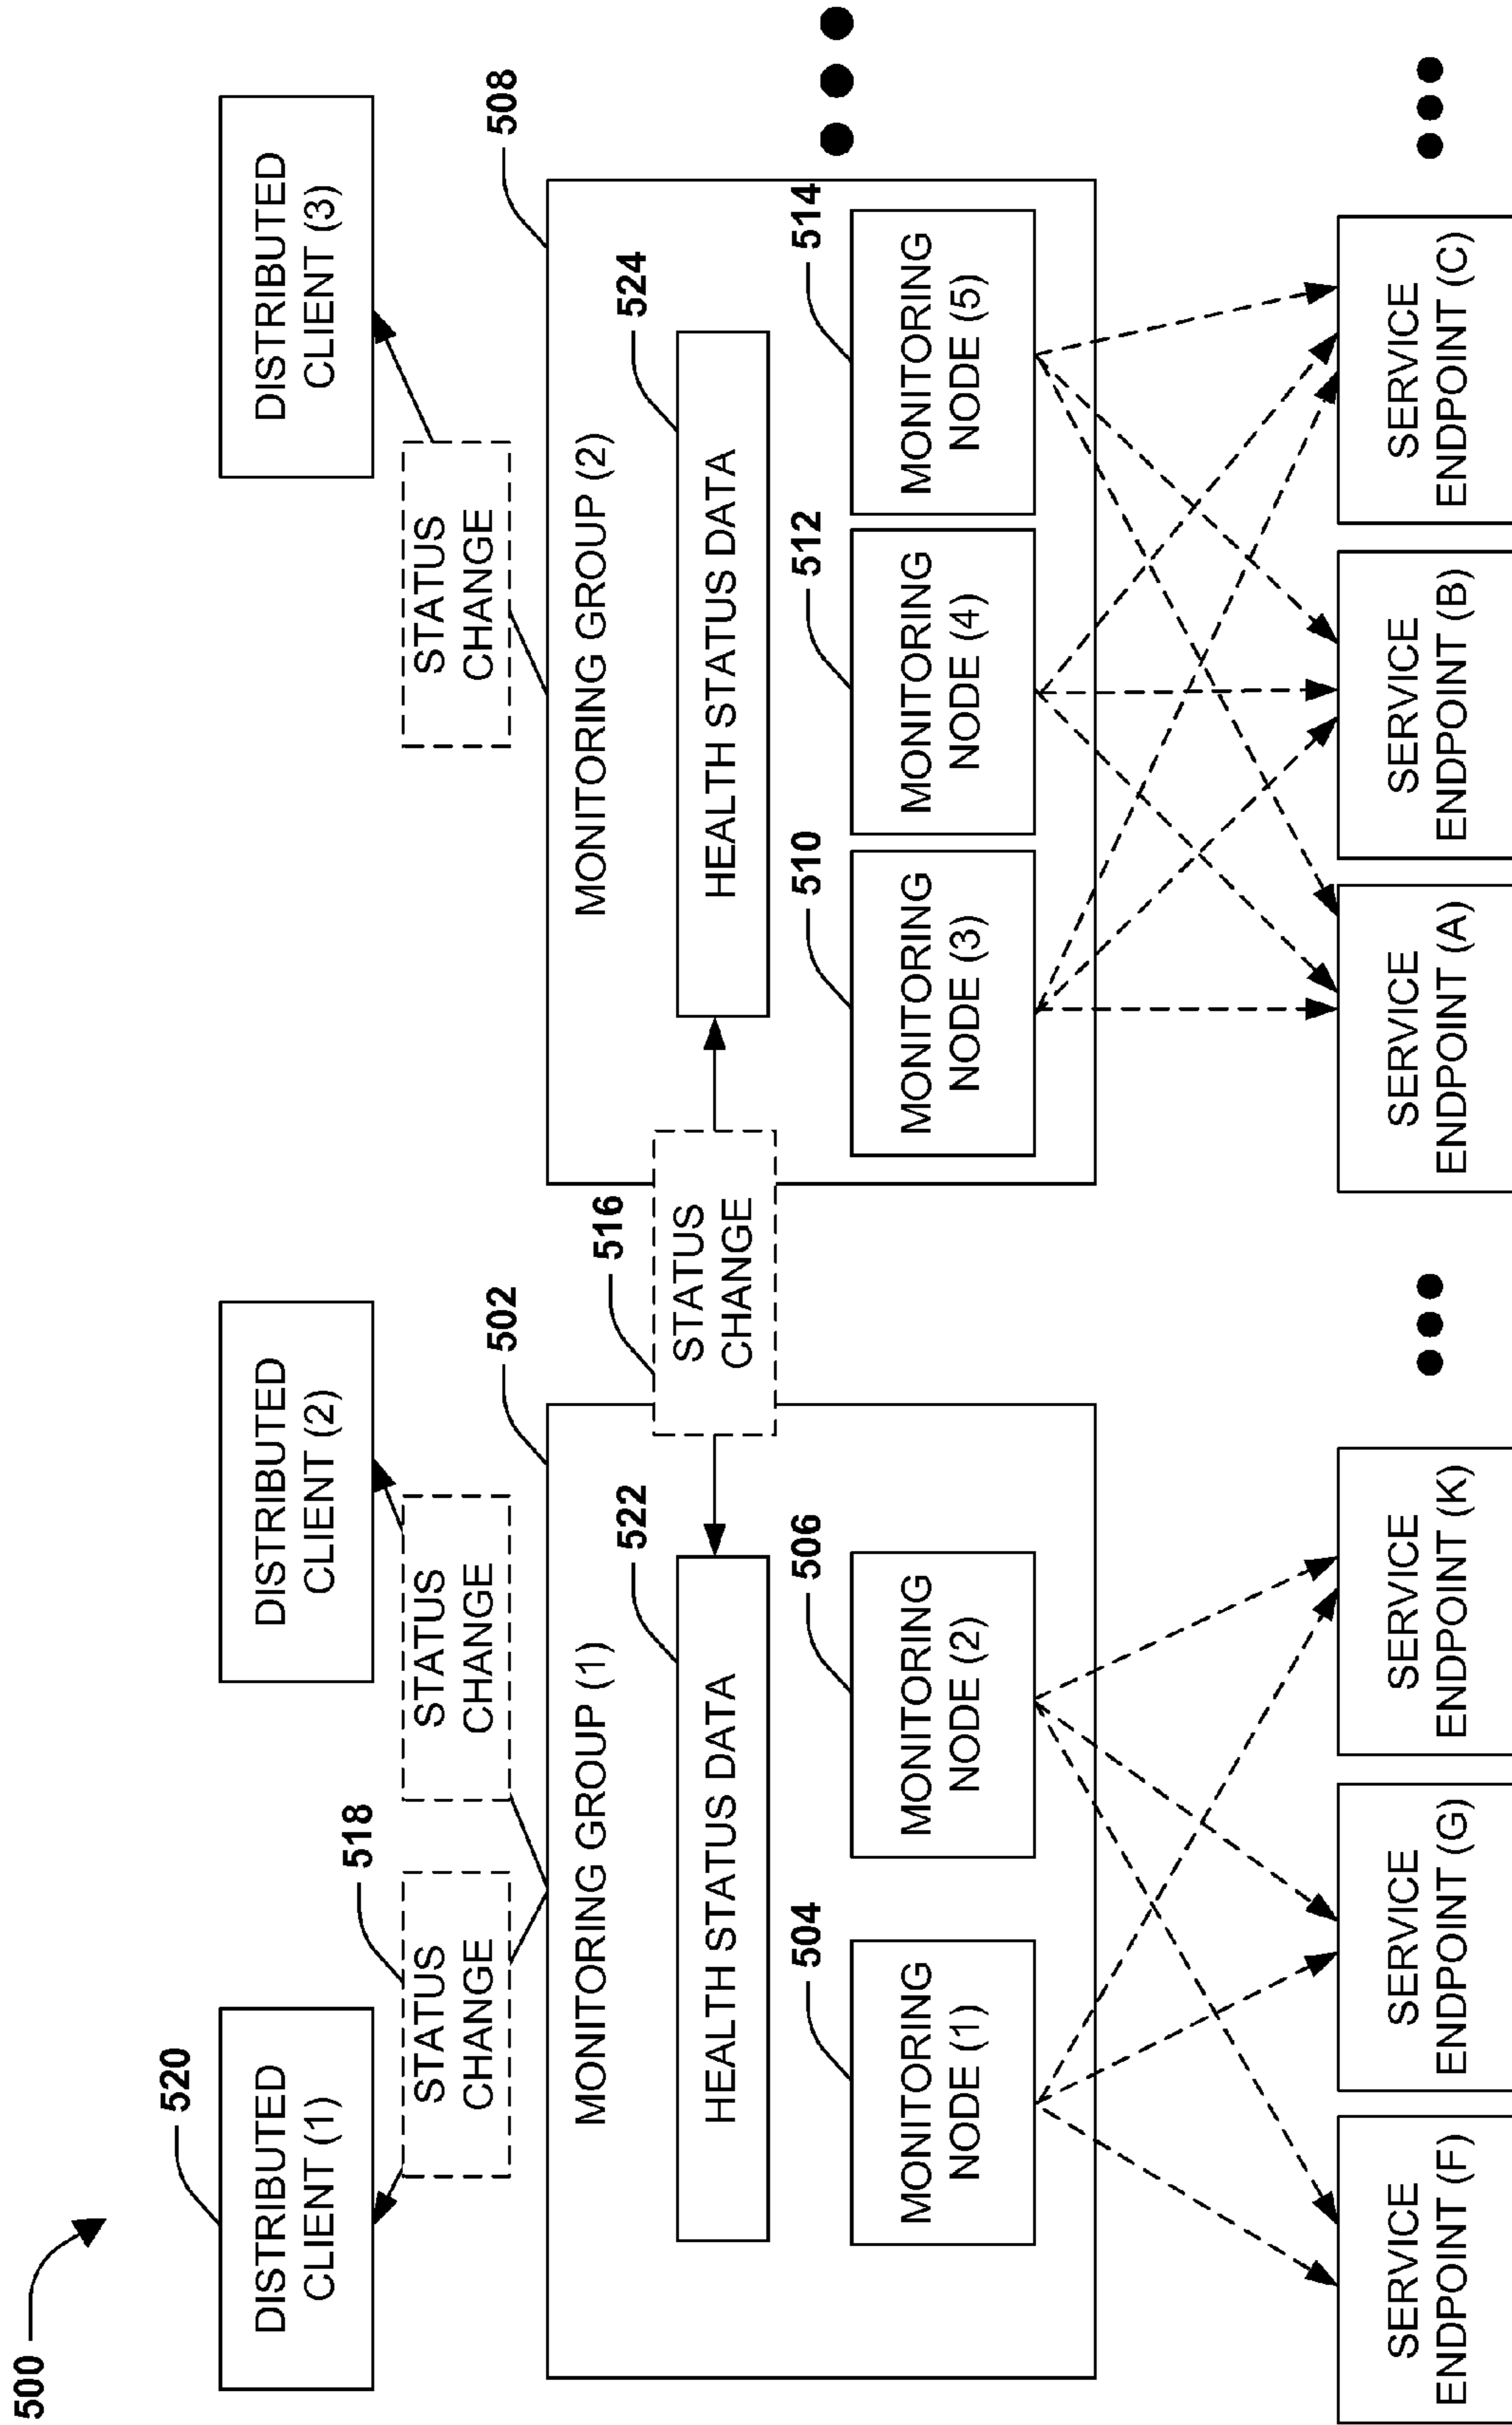 500
520
DISTRIBUTED
CLIENT (1)
DISTRIBUTED
CLIENT (2)
DISTRIBUTED
CLIENT (3)
518
STATUS
CHANGE
STATUS
CHANGE
STATUS
CHANGE
502
508
MONITORING GROUP (1)
MONITORING GROUP (2)
516
STATUS
CHANGE
522
HEALTH STATUS DATA
524
HEALTH STATUS DATA
504
MONITORING
NODE (1)
506
MONITORING
NODE (2)
510
MONITORING
NODE (3)
512
MONITORING
NODE (4)
514
MONITORING
NODE (5)
SERVICE
ENDPOINT (F)
SERVICE
ENDPOINT (G)
SERVICE
ENDPOINT (K)
SERVICE
ENDPOINT (A)
SERVICE
ENDPOINT (B)
SERVICE
ENDPOINT (C)